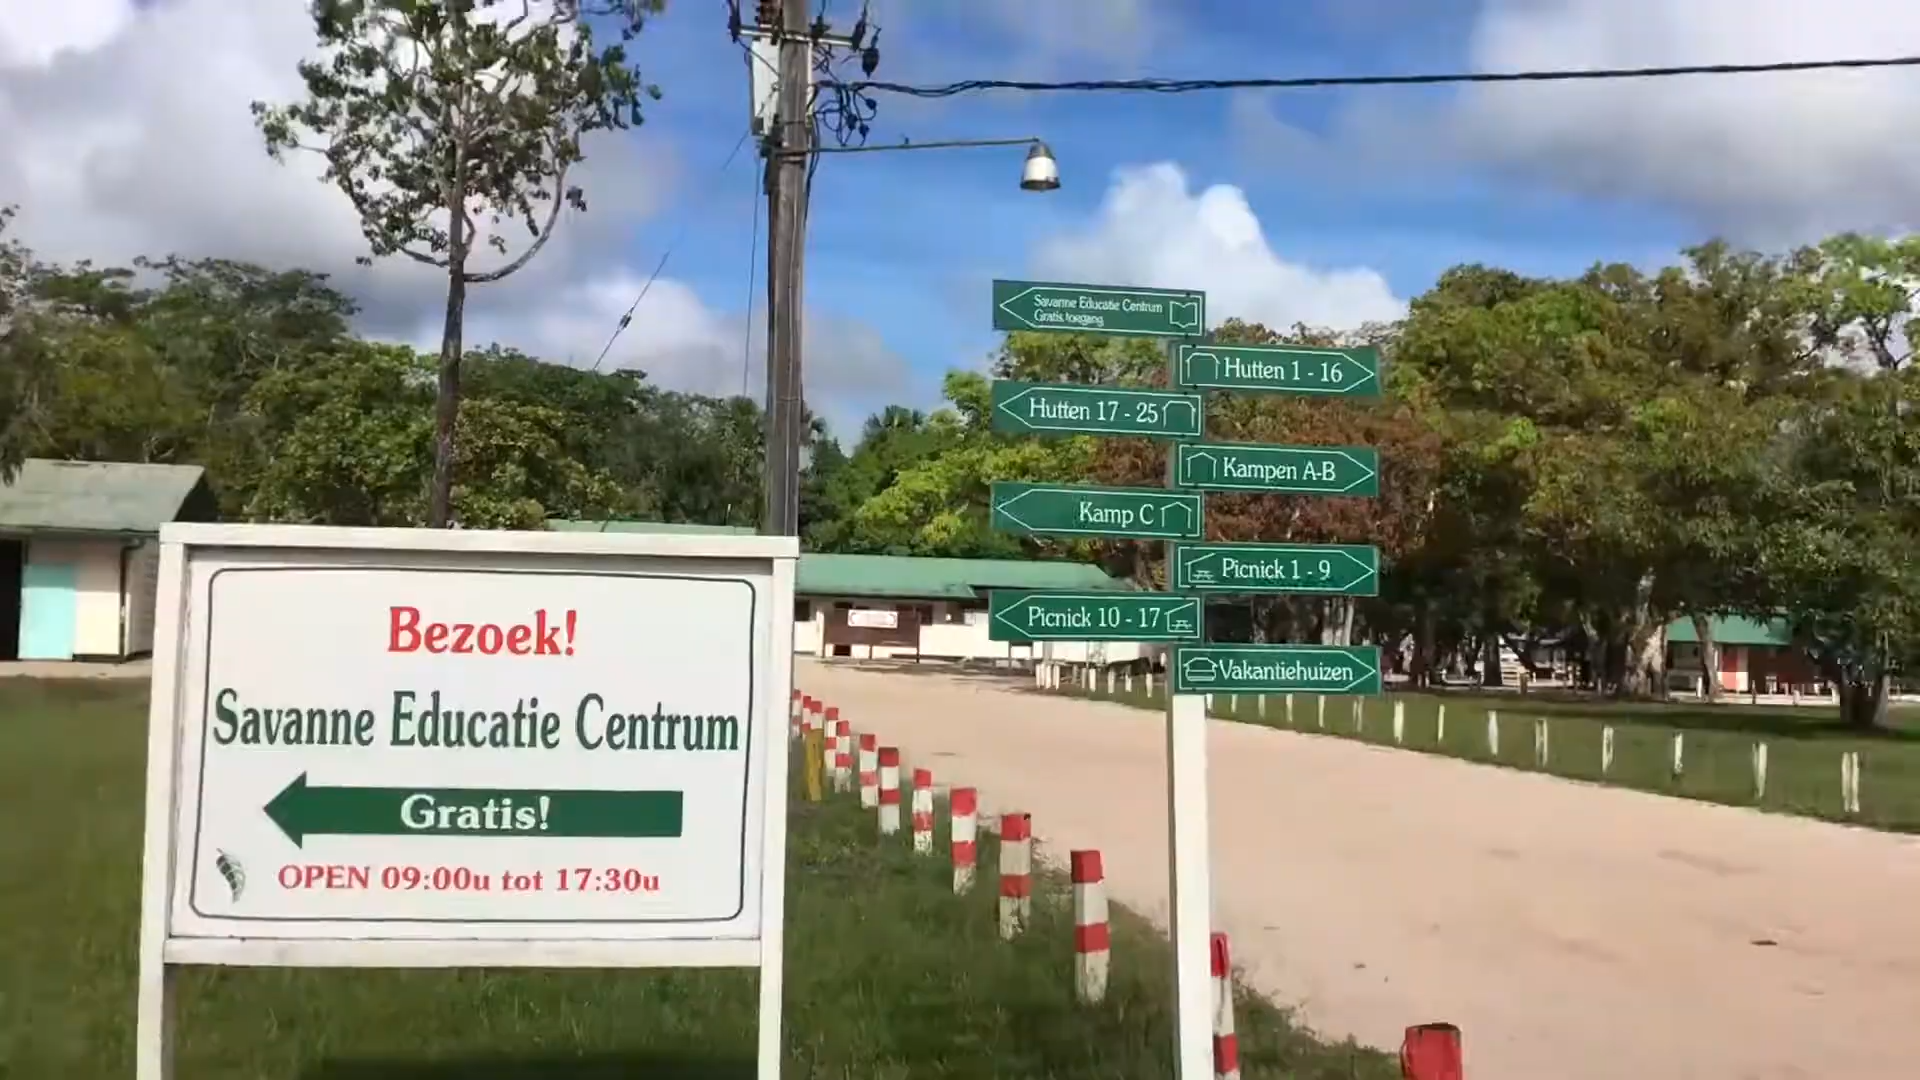 Bezoek!
Savanne Educatie Centrum
Gratis!
OPEN 09:00u tot 17:30u
Savanne Educatie Centrum
Gratis toegang
Hutten 1 - 16
Hutten 17 - 25
Kampen A-B
Kamp C
Picnick 1 - 9
Picnick 10 - 17
Vakantiehuizen